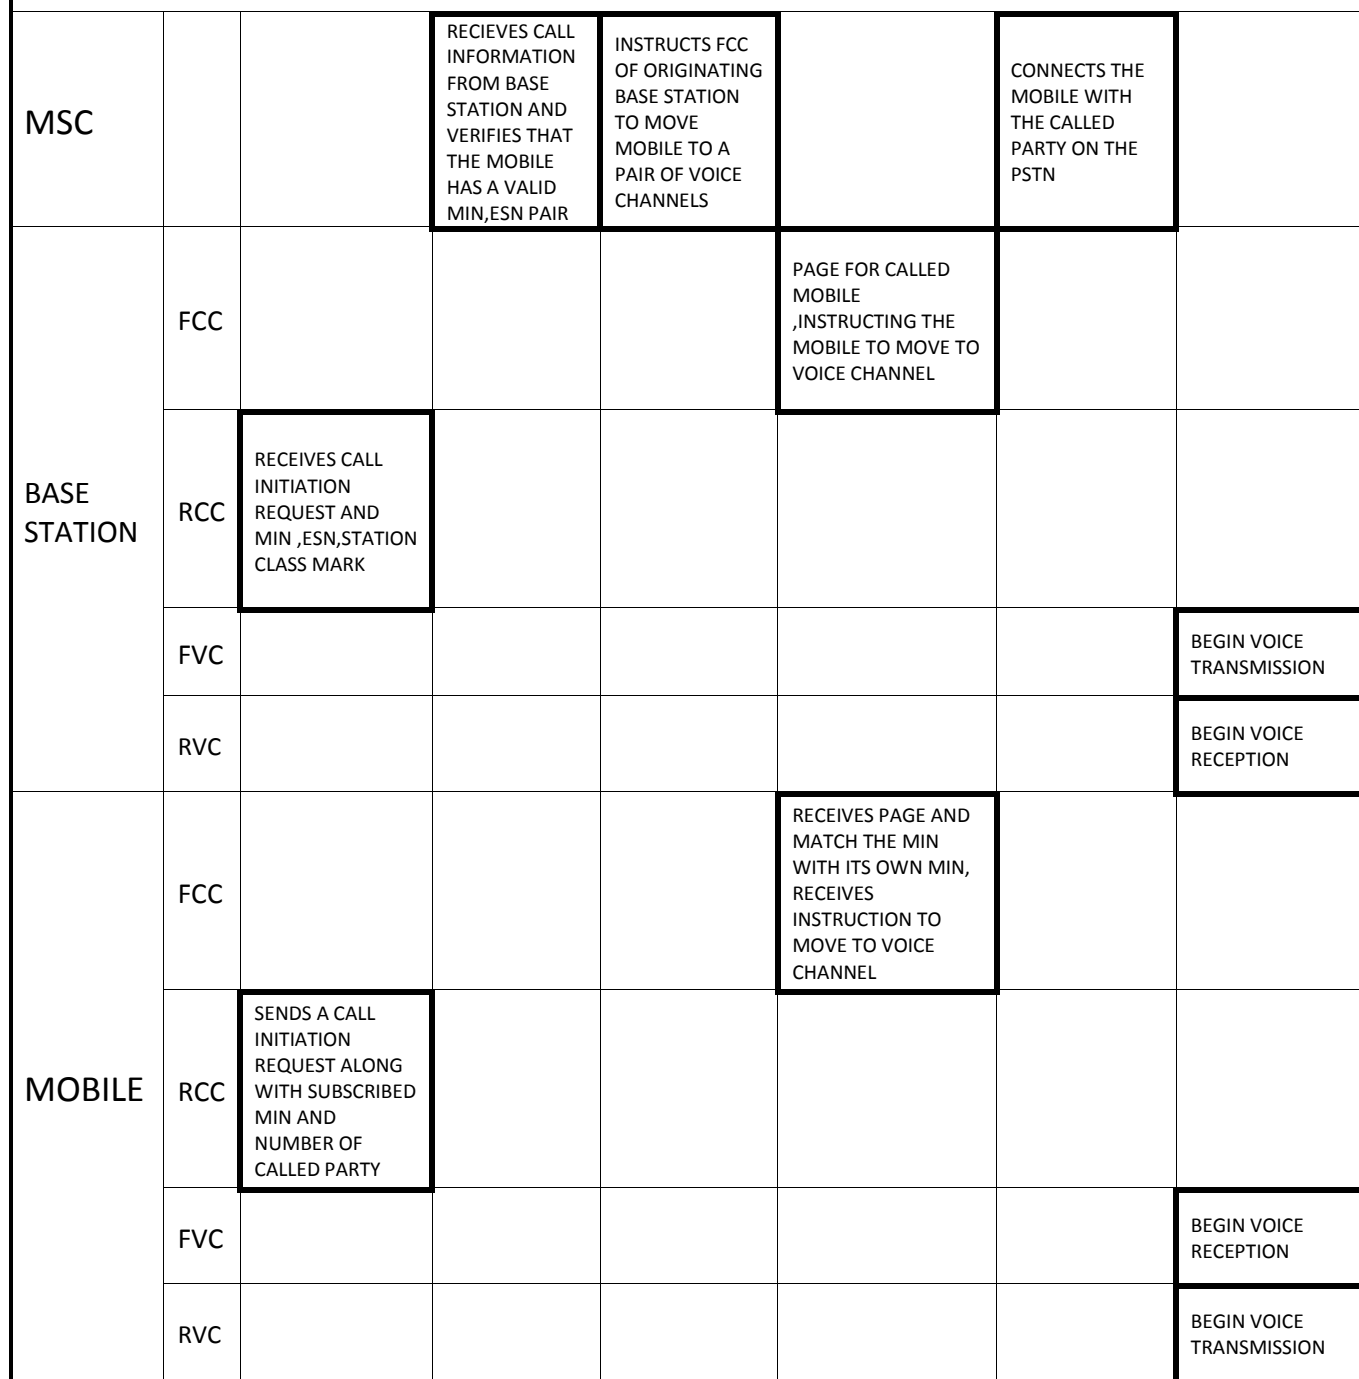 MSC
RECIEVES CALL
INFORMATION
FROM BASE
STATION AND
VERIFIES THAT
THE MOBILE
HAS A VALID
MIN,ESN PAIR
INSTRUCTS FCC
OF ORIGINATING
BASE STATION
TO MOVE
MOBILE TO A
PAIR OF VOICE
CHANNELS
CONNECTS THE
MOBILE WITH
THE CALLED
PARTY ON THE
PSTN
BASE
STATION
FCC
PAGE FOR CALLED
MOBILE
,INSTRUCTING THE
MOBILE TO MOVE TO
VOICE CHANNEL
RCC
RECEIVES CALL
INITIATION
REQUEST AND
MIN ,ESN,STATION
CLASS MARK
FVC
BEGIN VOICE
TRANSMISSION
RVC
BEGIN VOICE
RECEPTION
MOBILE
FCC
RECEIVES PAGE AND
MATCH THE MIN
WITH ITS OWN MIN,
RECEIVES
INSTRUCTION TO
MOVE TO VOICE
CHANNEL
RCC
SENDS A CALL
INITIATION
REQUEST ALONG
WITH SUBSCRIBED
MIN AND
NUMBER OF
CALLED PARTY
FVC
BEGIN VOICE
RECEPTION
RVC
BEGIN VOICE
TRANSMISSION